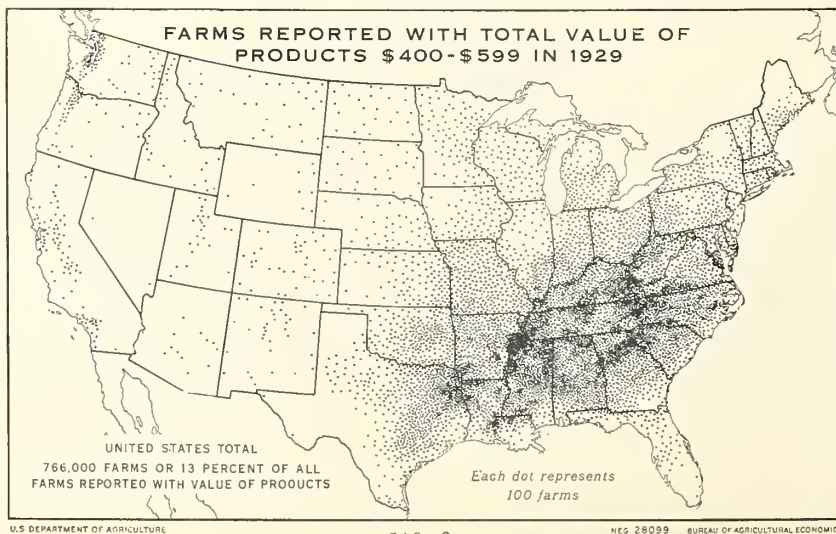 FARMS REPORTED WITH TOTAL VALUE OF
PRODUCTS $400-$599 IN 1929
UNITED STATES TOTAL
766,000 FARMS OR 13 PERCENT OF ALL
FARMS REPORTED WITH VALUE OF PRODUCTS
Each dot represents
100 farms
U.S. DEPARTMENT OF AGRICULTURE
NEG. 28099 BUREAU OF AGRICULTURAL ECONOMIC